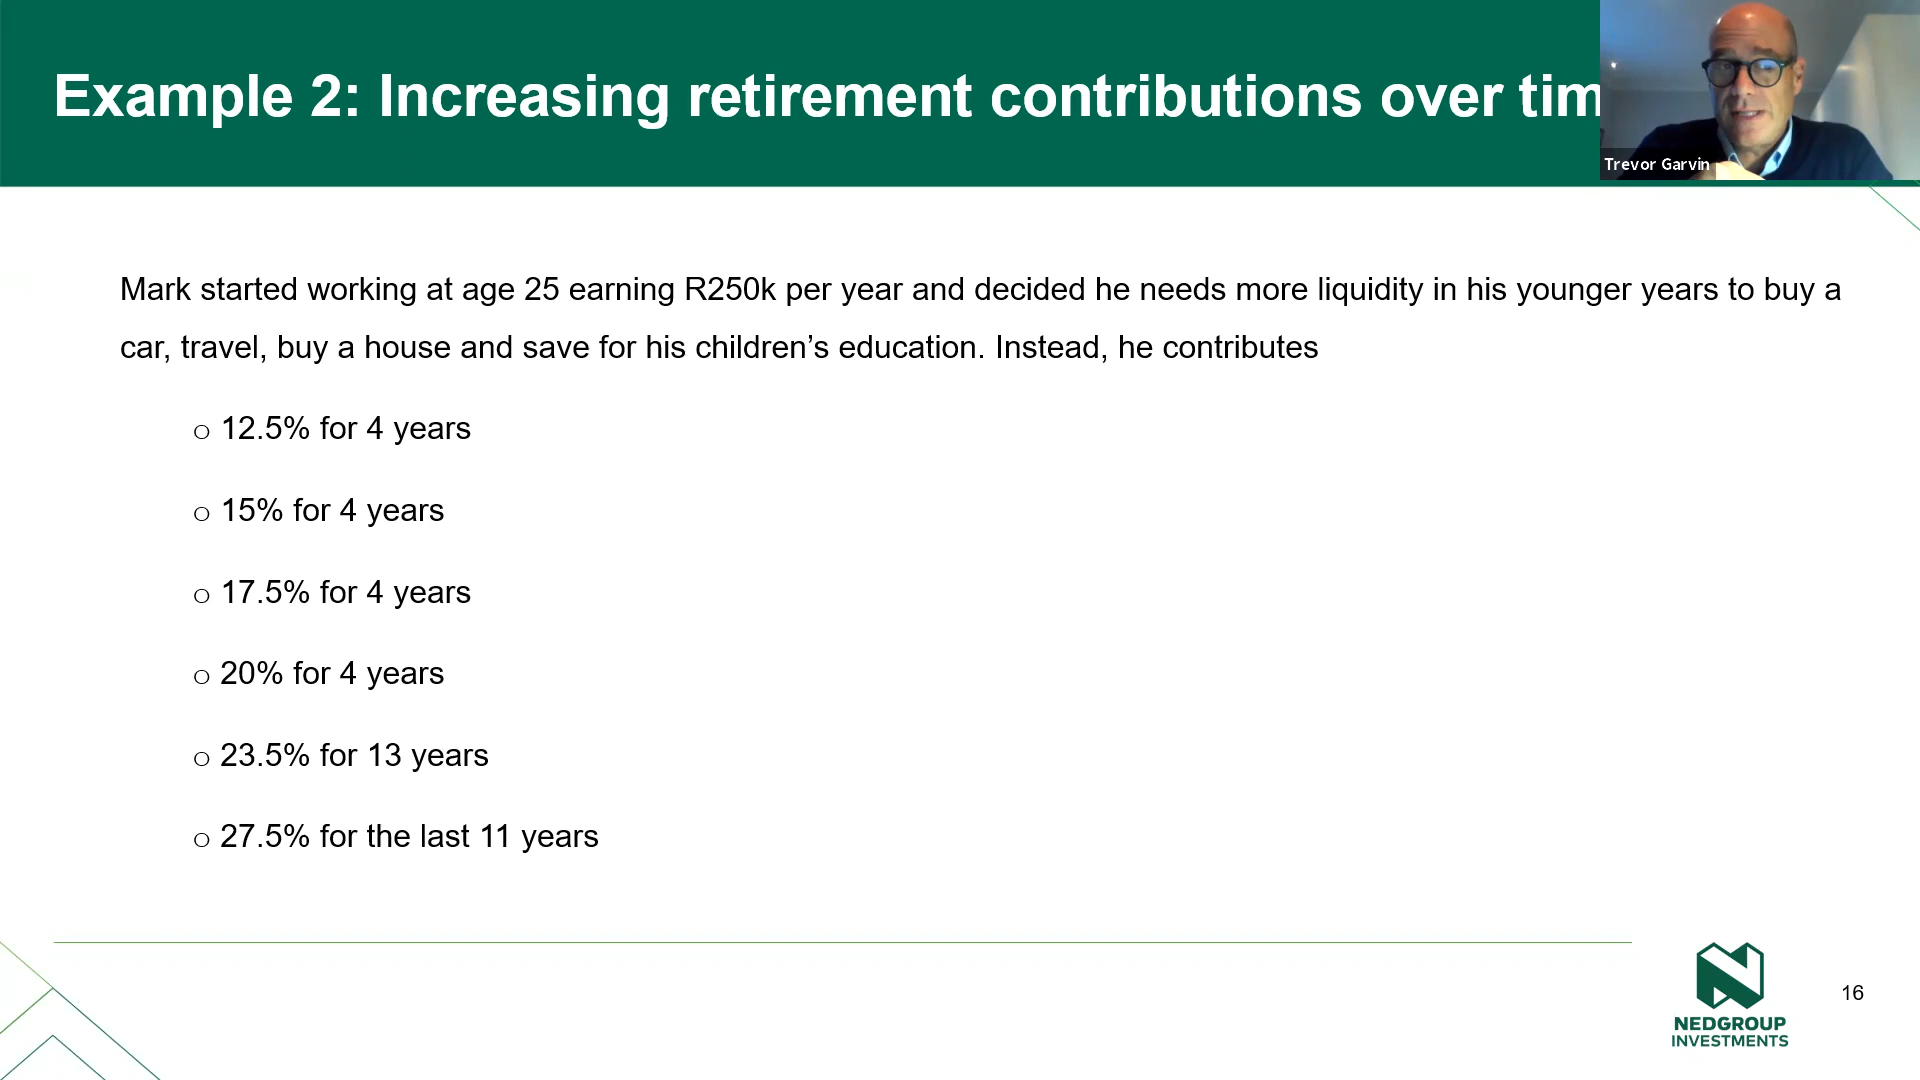 Example 2: Increasing retirement contributions over tim
Trevor Garvin
Mark started working at age 25 earning R250k per year and decided he needs more liquidity in his younger years to buy a
car, travel, buy a house and save for his children’s education. Instead, he contributes
o 12.5% for 4 years
o 15% for 4 years
o 17.5% for 4 years
o 20% for 4 years
o 23.5% for 13 years
o 27.5% for the last 11 years
NEDGROUP
INVESTMENTS
16